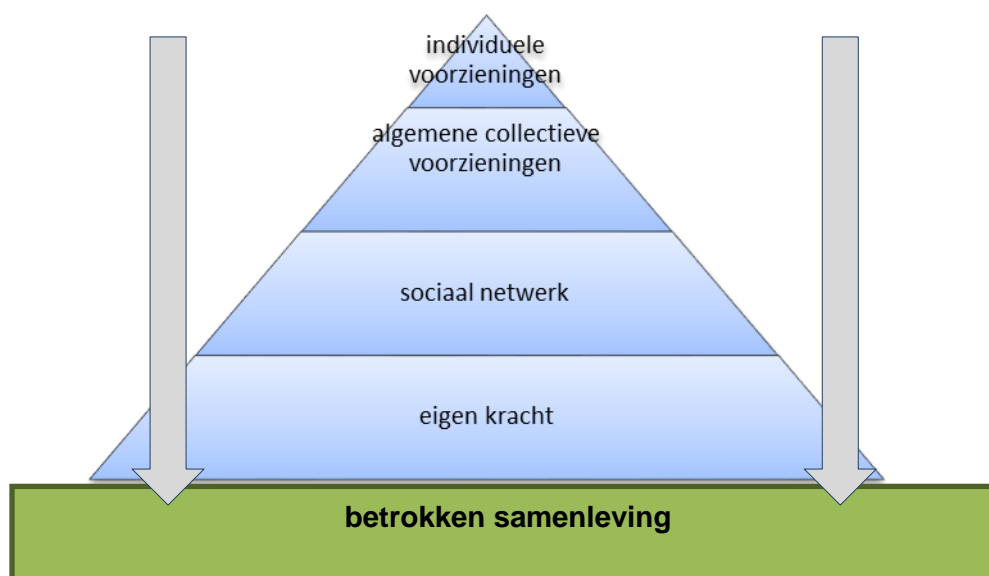 individuele
voorzieningen
algemene collectieve
voorzieningen
sociaal netwerk
eigen kracht
betrokken samenleving